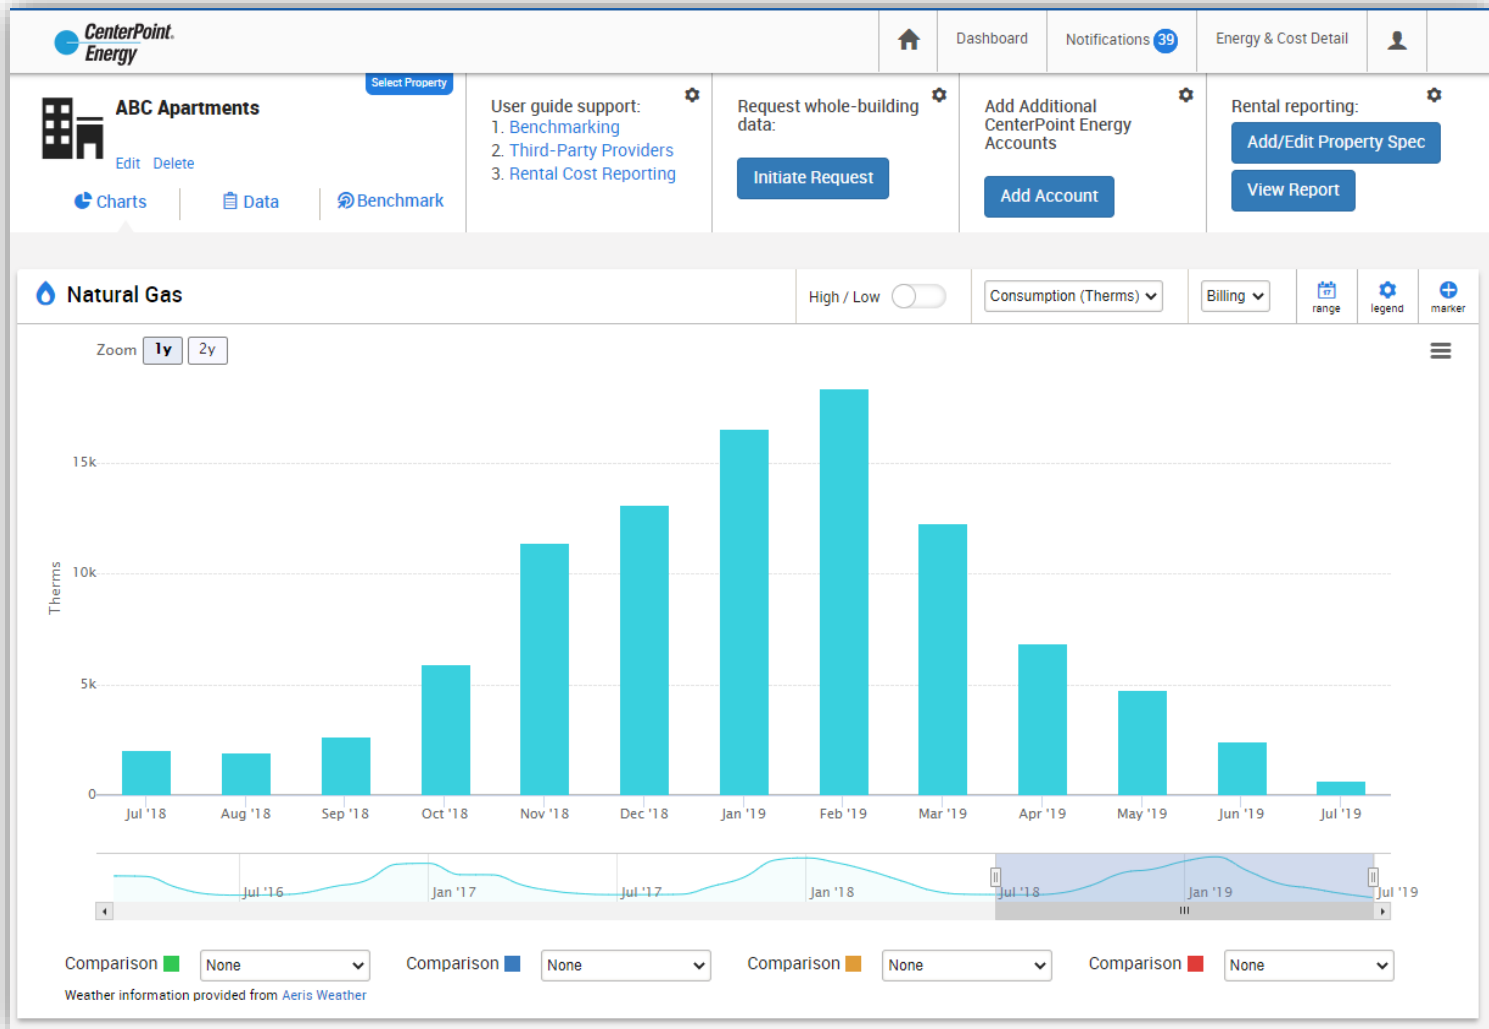 CenterPoint.
Energy
Dashboard
Notifications 39
Energy & Cost Detail
Select Property
ABC Apartments
Edit Delete
Charts
Data
Benchmark
User guide support:
1. Benchmarking
2. Third-Party Providers
3. Rental Cost Reporting
Request whole-building
data:
Initiate Request
Add Additional
CenterPoint Energy
Accounts
Add Account
Rental reporting:
Add/Edit Property Spec
View Report
Natural Gas
High / Low
Consumption (Therms)
Billing
17
range
legend
marker
Zoom 1y 2y
15k
10k
5k
0
Therms
Jul '18 Aug '18 Sep '18 Oct '18 Nov '18 Dec '18 Jan '19 Feb '19 Mar '19 Apr '19 May '19 Jun '19 Jul '19
Jul '16 Jan '17 Jul '17 Jan '18 Jul '18 Jan '19 Jul '19
Comparison None Comparison None Comparison None Comparison None
Weather information provided from Aeris Weather